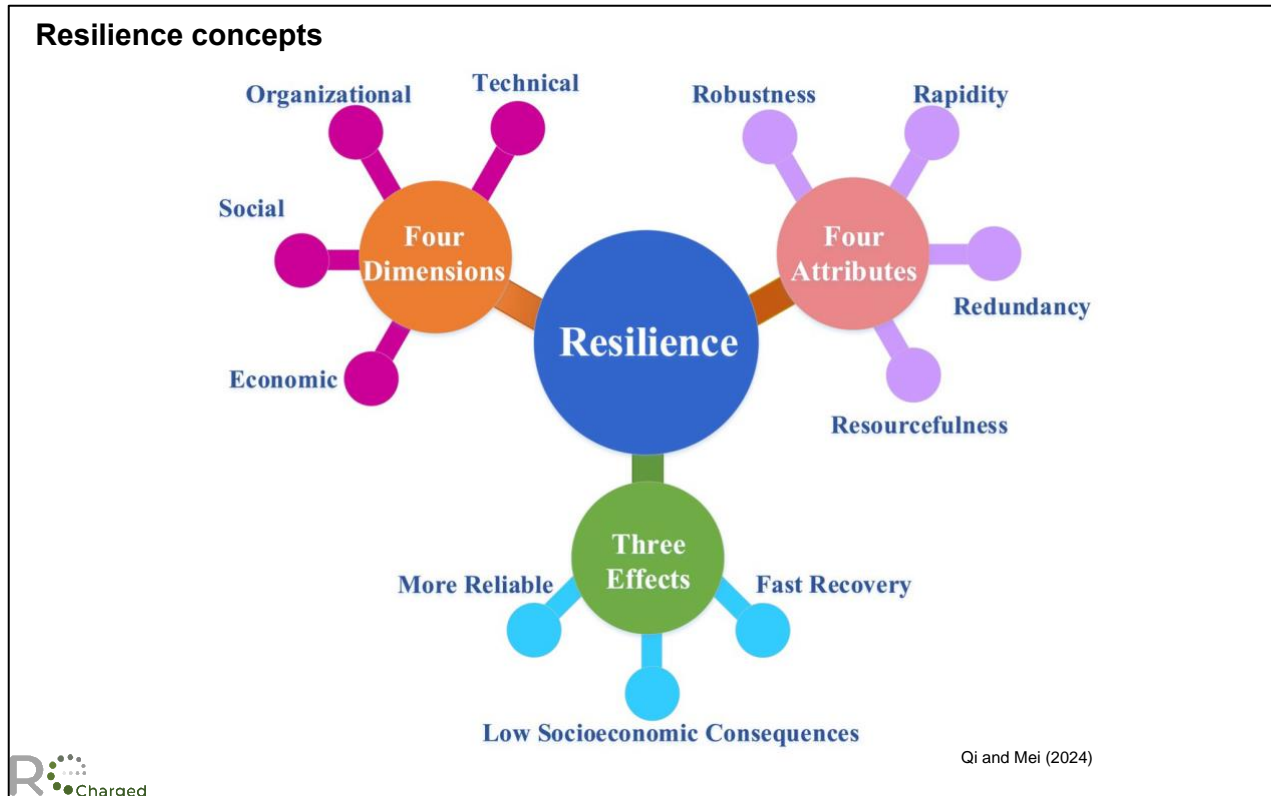 Resilience concepts
Organizational
Technical
Social
Four
Dimensions
Economic
Robustness
Rapidity
Four
Attributes
Redundancy
Resourcefulness
Resilience
Three
Effects
More Reliable
Fast Recovery
Low Socioeconomic Consequences
Qi and Mei (2024)
R
Charged